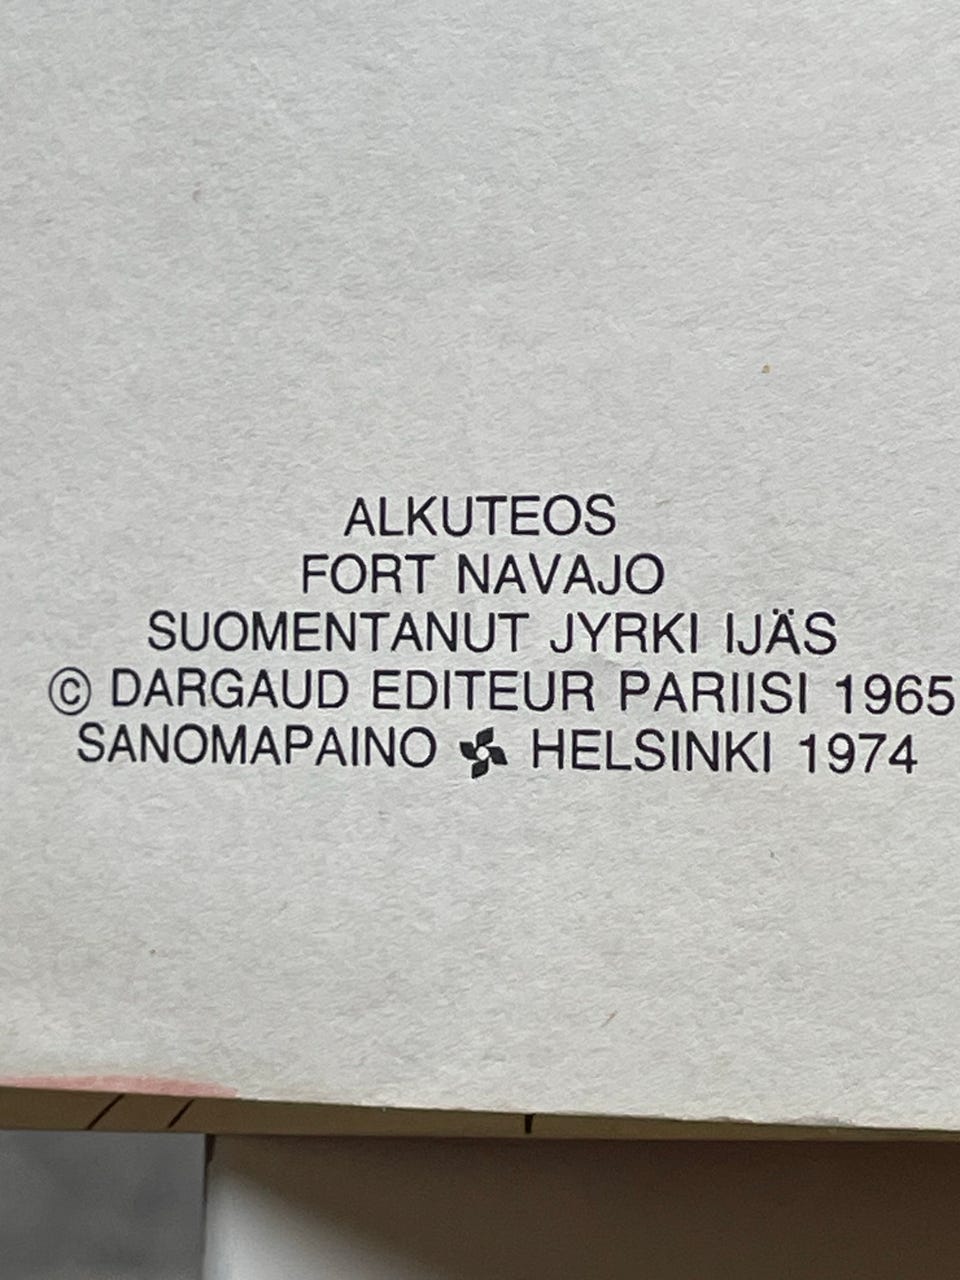 ALKUTEOS
FORT NAVAJO
SUOMENTANUT JYRKI IJÄS
© DARGAUD EDITEUR PARIISI 1965
SANOMAPAINO HELSINKI 1974